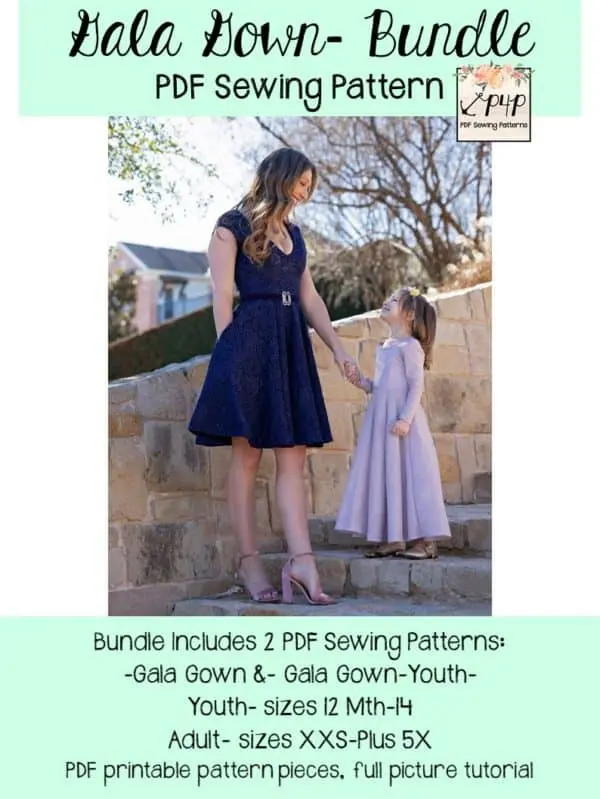 Gala Gown- Bundle
PDF Sewing Pattern
P4P
PDF Sewing Patterns
Bundle Includes 2 PDF Sewing Patterns:
-Gala Gown &- Gala Gown-Youth-
Youth- sizes 12 Mth-14
Adult- sizes XXS-Plus 5X
PDF printable pattern pieces, full picture tutorial